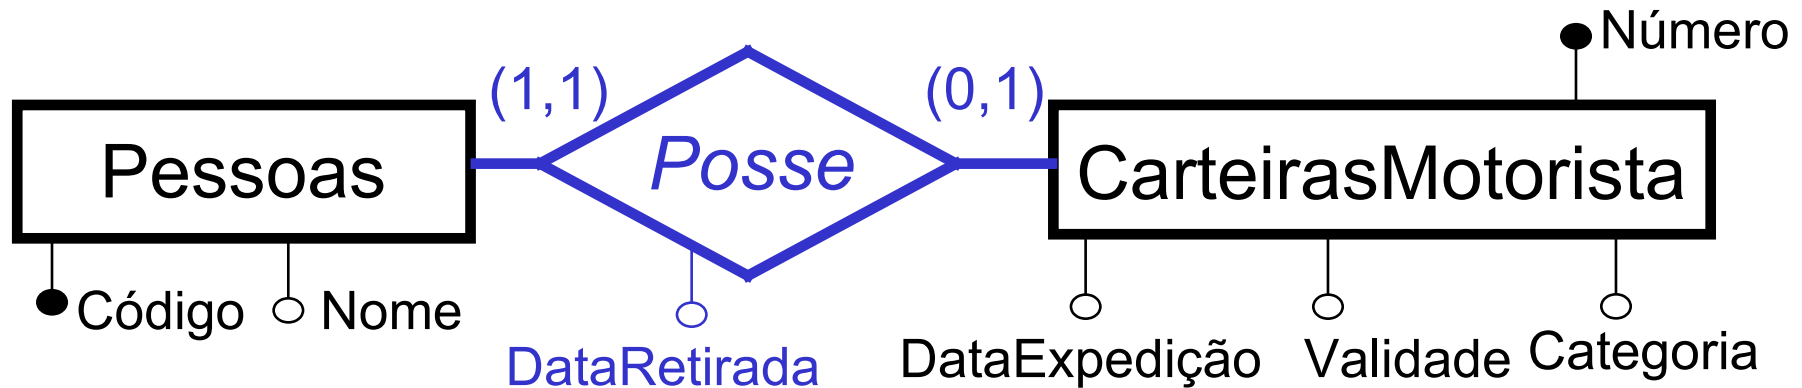 Número
(1,1)
(0,1)
Pessoas
Posse
CarteirasMotorista
Código
Nome
DataRetirada
DataExpedição
Validade
Categoria